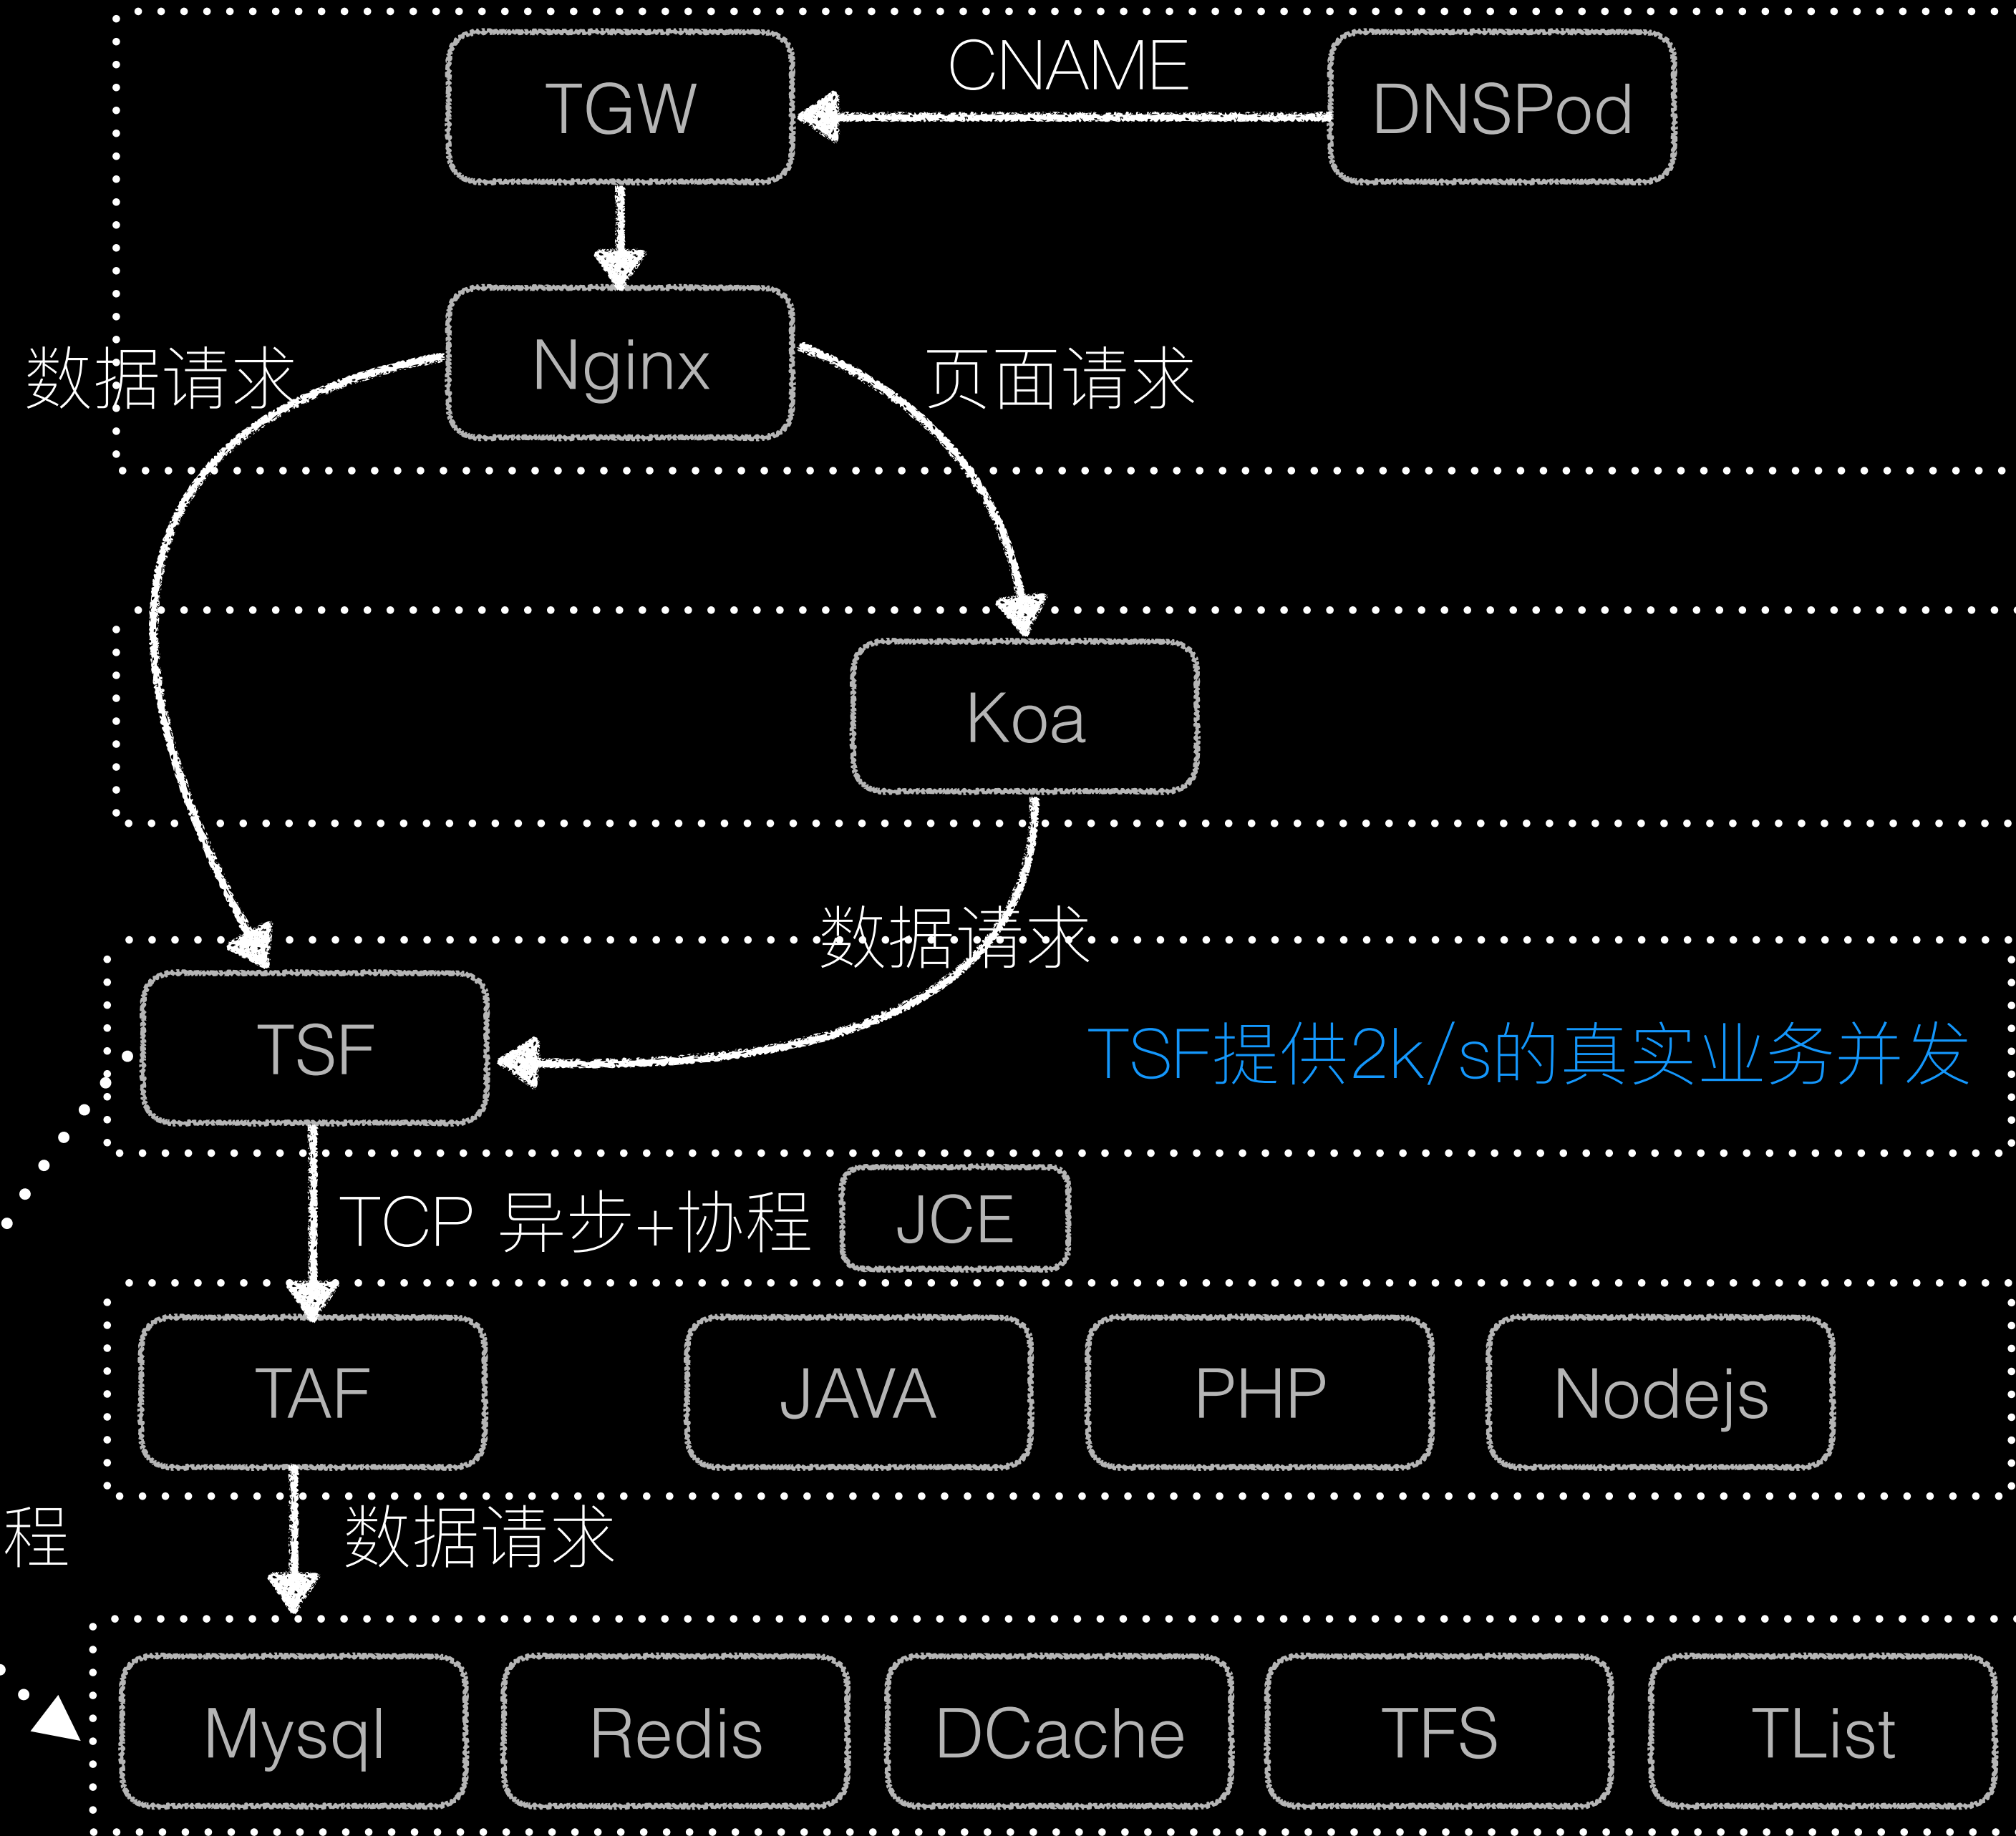 CNAME
TGW
DNSPod
数据请求
Nginx
页面请求
Koa
数据请求
TSF
TSF提供2k/s的真实业务并发
TCP 异步+协程
JCE
TAF
JAVA
PHP
Nodejs
程
数据请求
Mysql
Redis
DCache
TFS
TList